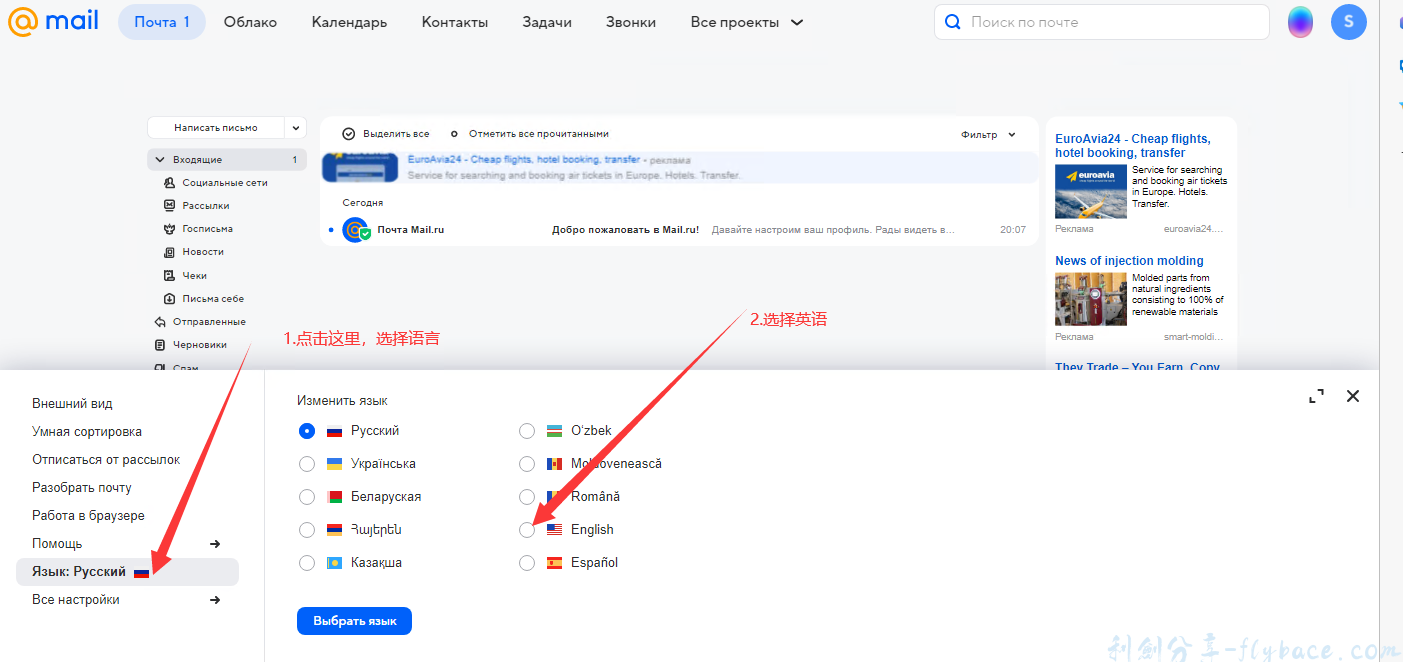 mail
Почта 1
Облако
Календарь
Контакты
Задачи
Звонки
Все проекты
Поиск по почте
S
Написать письмо
Выделить все
Отметить все прочитанными
Фильтр
Входящие 1
EuroAvia24 - Cheap flights, hotel booking, transfer - реклама
Service for searching and booking air tickets in Europe. Hotels. Transfer.
Социальные сети
Рассылки
Госписьма
Новости
Чеки
Письма себе
Отправленные
Черновики
Спам
Сегодня
Почта Mail.ru Добро пожаловать в Mail.ru! Давайте настроим ваш профиль. Рады видеть в... 20:07
EuroAvia24 - Cheap flights,
hotel booking, transfer
euroavia
Service for searching
and booking air tickets
in Europe. Hotels.
Transfer.
Реклама euroavia24....
News of injection molding
Molded parts from
natural ingredients
consisting to 100% of
renewable materials
Реклама smart-moldi...
They Trade – You Earn. Copy
1.点击这里，选择语言
2.选择英语
Внешний вид
Умная сортировка
Отписаться от рассылок
Разобрать почту
Работа в браузере
Помощь
Язык: Русский
Все настройки
Изменить язык
Русский
Українська
Беларуская
Հայերեն
Казақша
O'zbek
Moldovenească
Română
English
Español
Выбрать язык
利剑分享-flybace.com